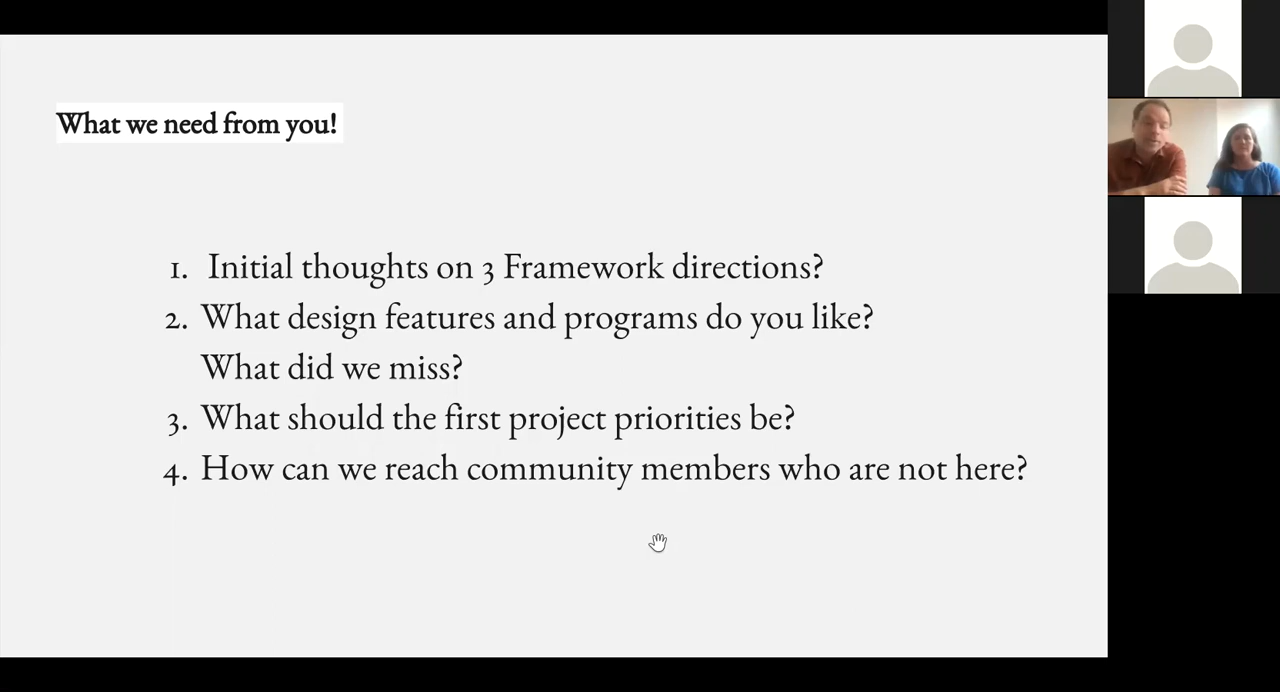 What we need from you!
1. Initial thoughts on 3 Framework directions?
2. What design features and programs do you like?
What did we miss?
3. What should the first project priorities be?
4. How can we reach community members who are not here?